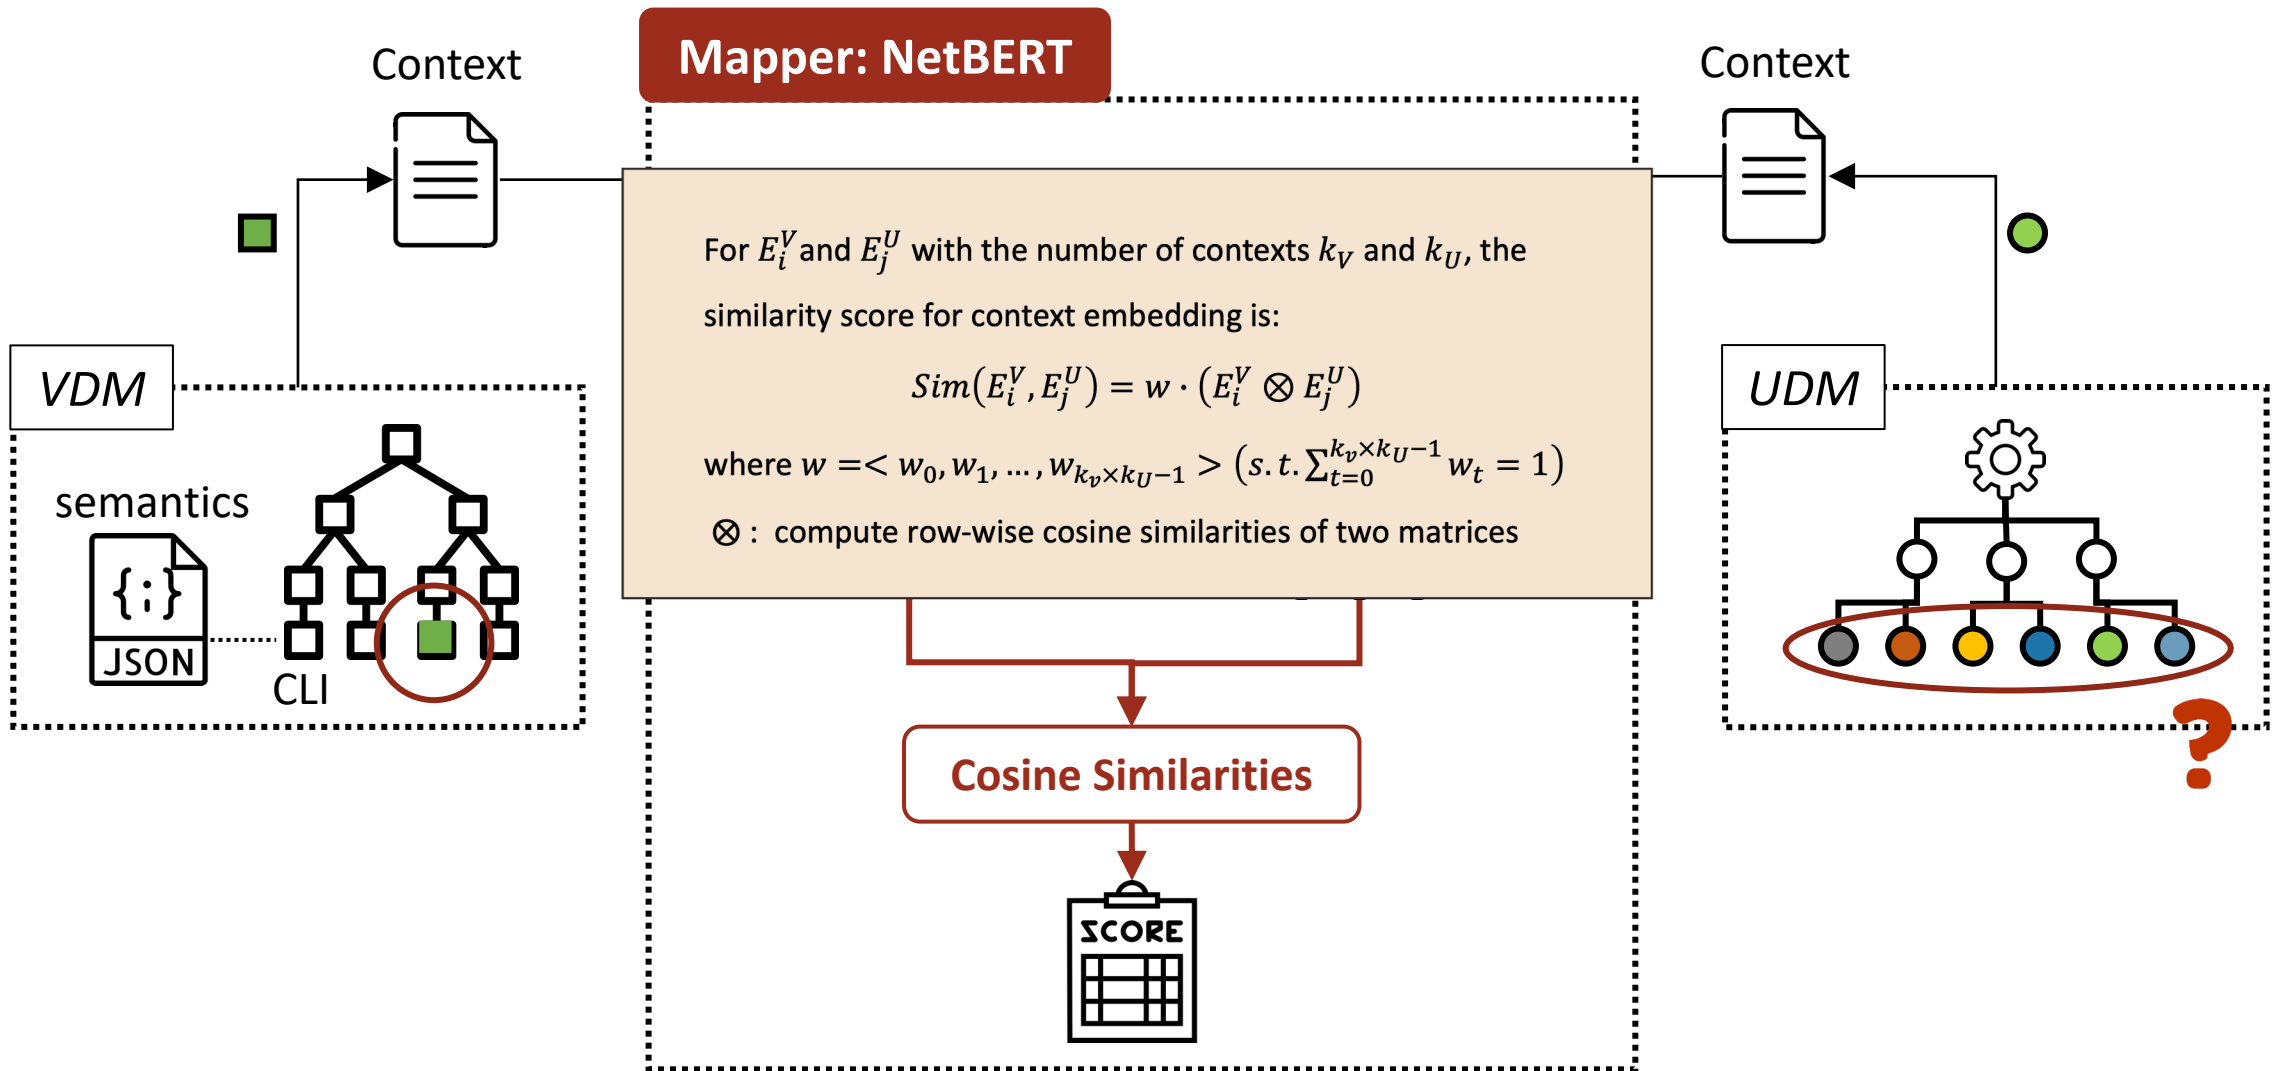 Mapper: NetBERT
Context
Context
For E_i^V and E_j^U with the number of contexts k_V and k_U, the
similarity score for context embedding is:
Sim(E_i^V, E_j^U) = w · (E_i^V ⊗ E_j^U)
where w =< w_0, w_1, …, w_{k_v×k_U−1} > (s.t. ∑_{t=0}^{k_v×k_U−1} w_t = 1)
⊗ : compute row-wise cosine similarities of two matrices
VDM
semantics
{;}
JSON
CLI
UDM
?
Cosine Similarities
SCORE